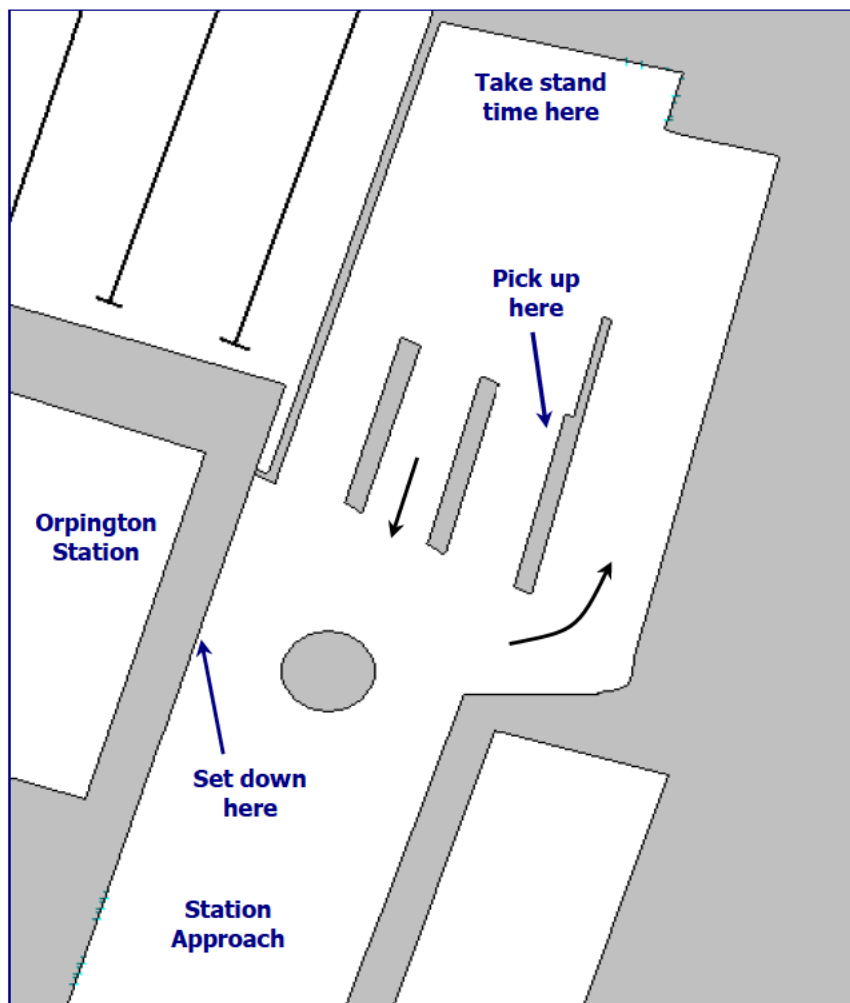 Take stand
time here
Pick up
here
Orpington
Station
Set down
here
Station
Approach